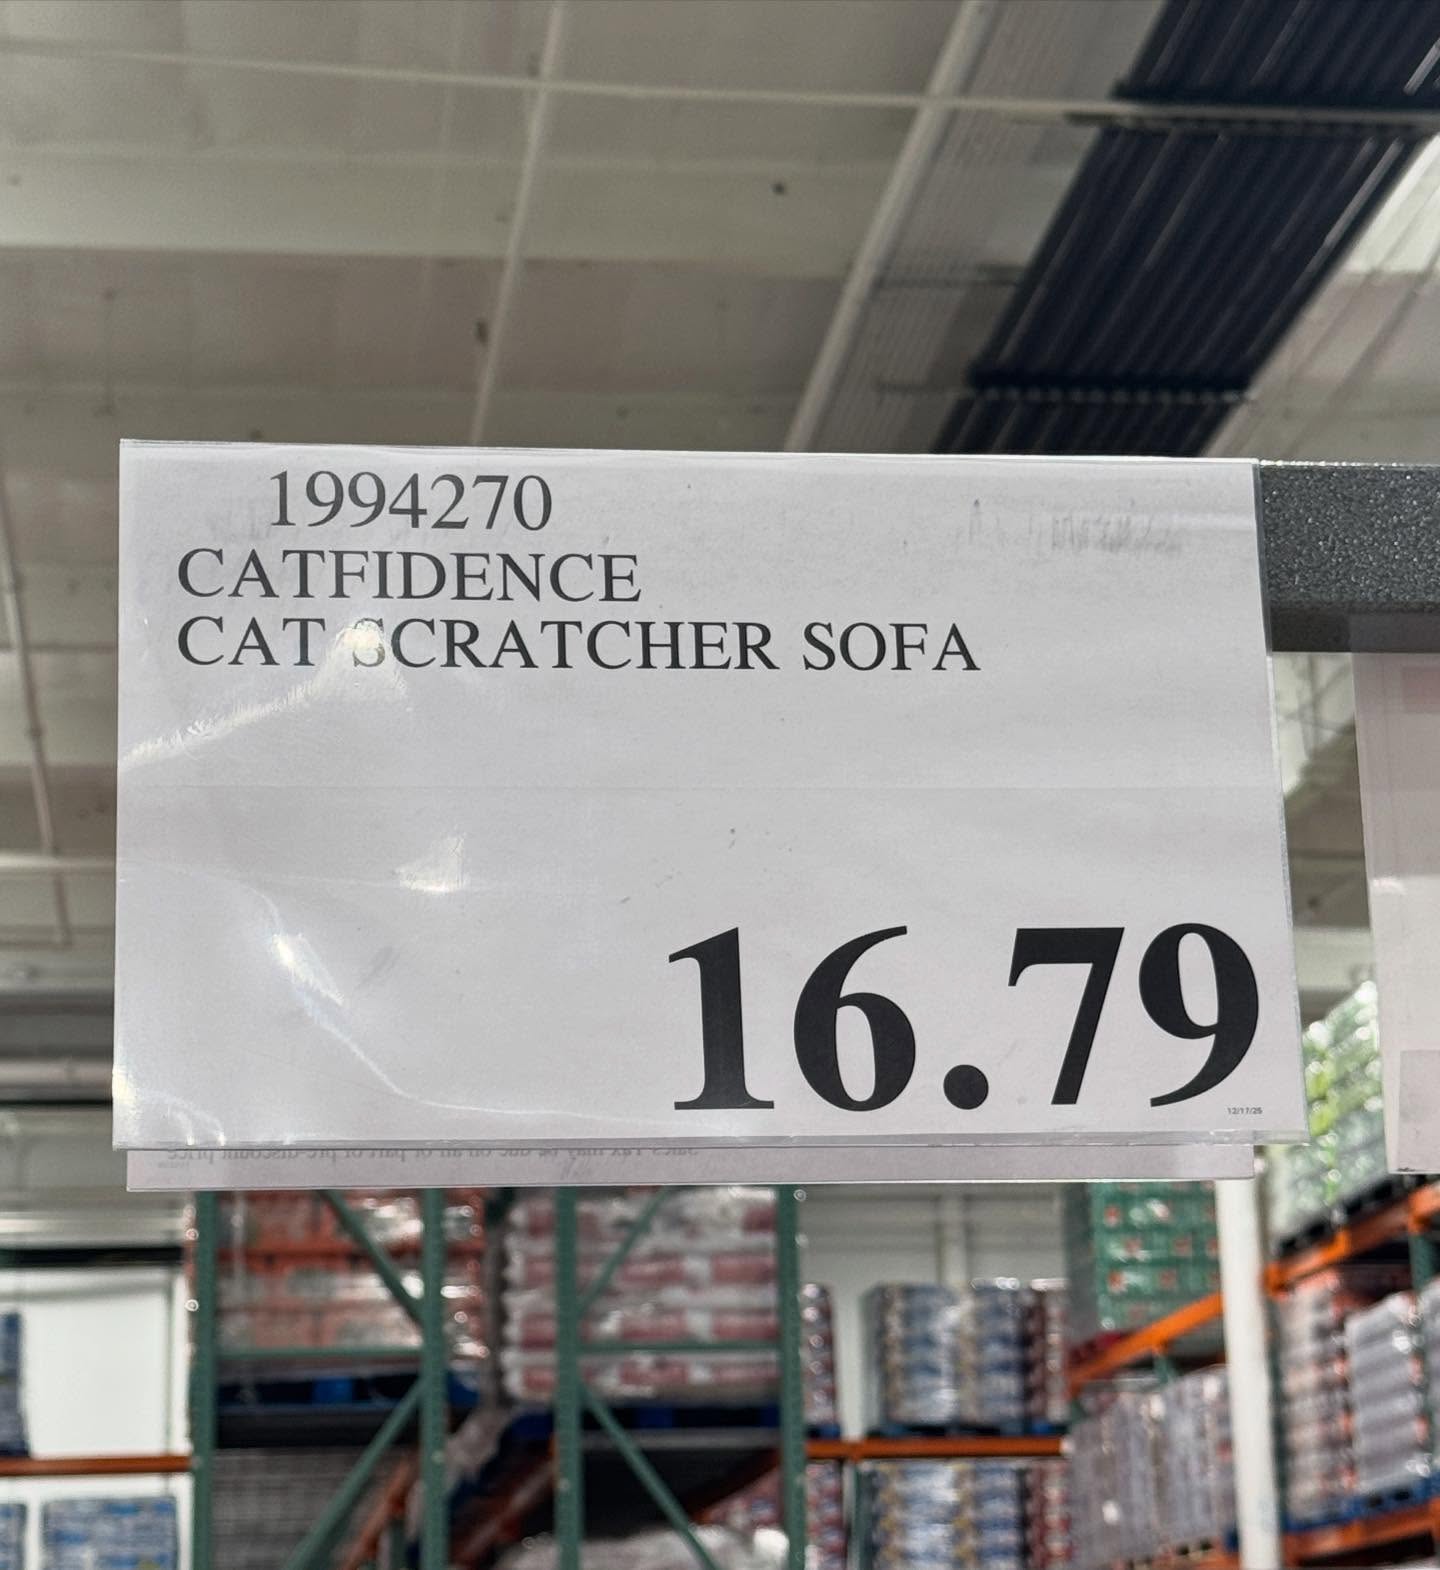 1994270
CATFIDENCE
CAT SCRATCHER SOFA
16.79
12/17/25